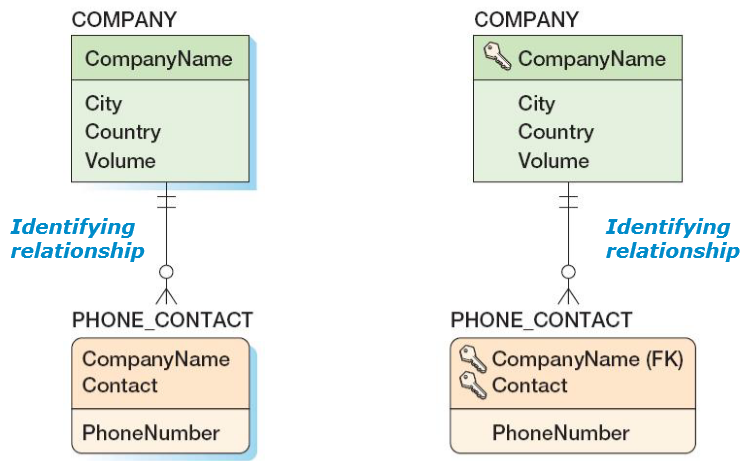 COMPANY
CompanyName
City
Country
Volume
Identifying
relationship
PHONE_CONTACT
CompanyName
Contact
PhoneNumber
COMPANY
CompanyName
City
Country
Volume
Identifying
relationship
PHONE_CONTACT
CompanyName (FK)
Contact
PhoneNumber